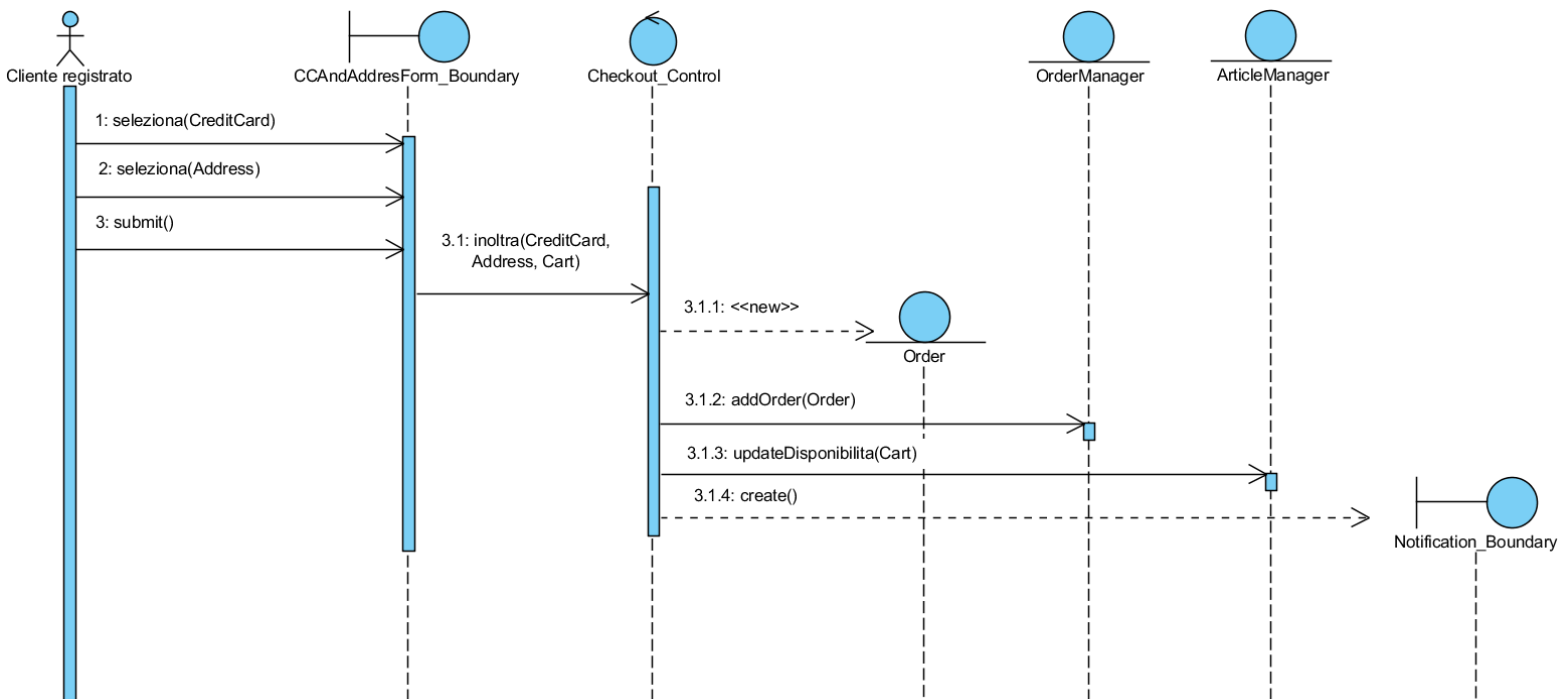 Cliente registrato
CCAndAddresForm_Boundary
Checkout_Control
OrderManager
ArticleManager
1: seleziona(CreditCard)
2: seleziona(Address)
3: submit()
3.1: inoltra(CreditCard,
Address, Cart)
3.1.1: <<new>>
Order
3.1.2: addOrder(Order)
3.1.3: updateDisponibilita(Cart)
3.1.4: create()
Notification_Boundary